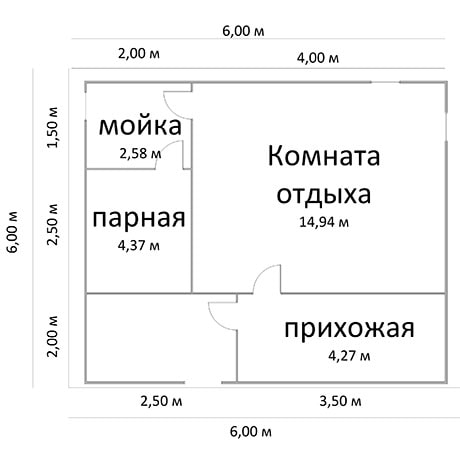 6,00 м
2,00 м
4,00 м
1,50 м
2,50 м
2,00 м
6,00 м
мойка
2,58 м
Комната
отдыха
14,94 м
парная
4,37 м
прихожая
4,27 м
2,50 м
3,50 м
6,00 м